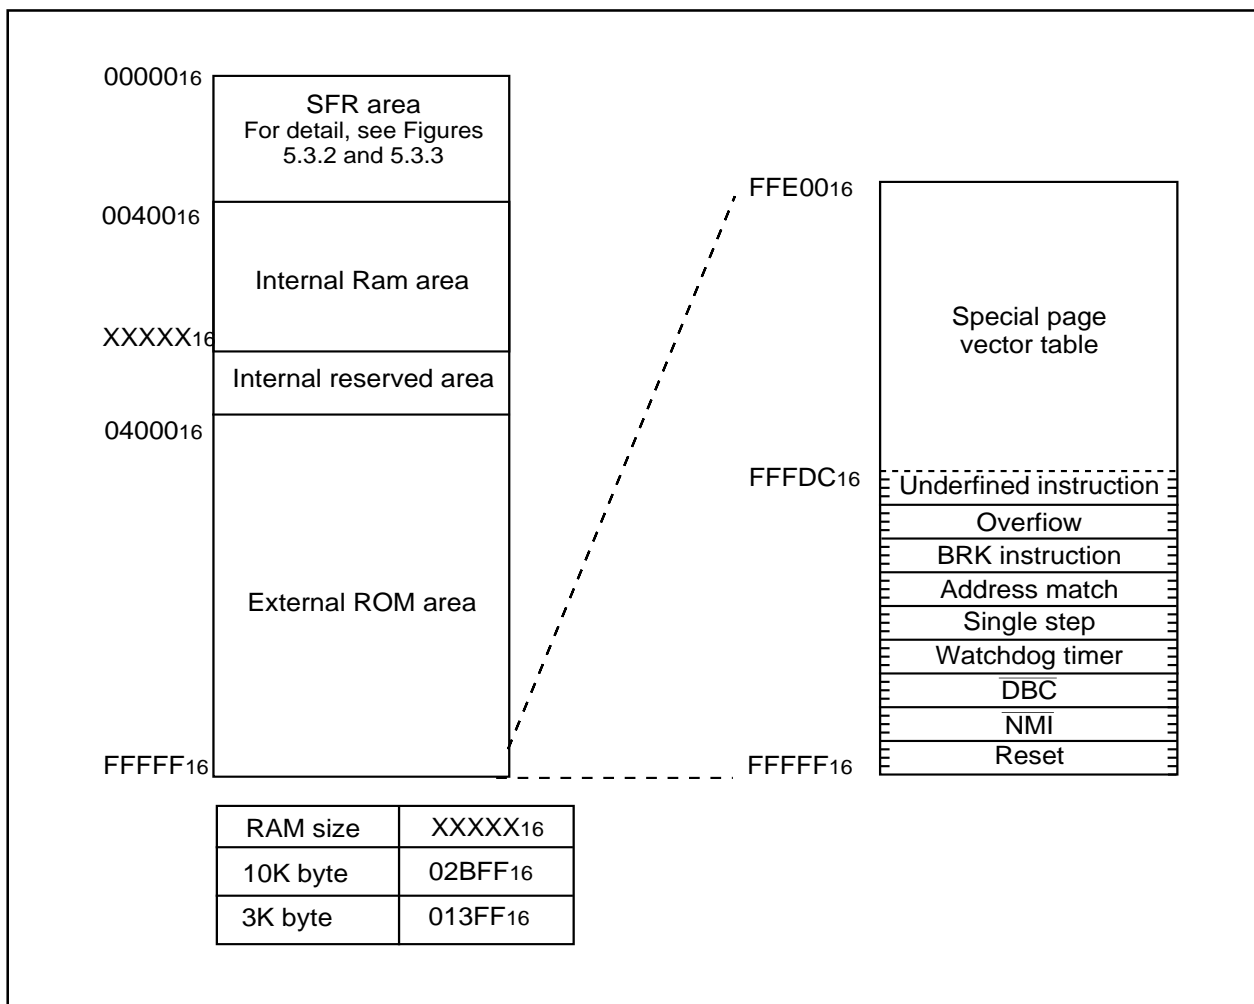 00000₁₆
SFR area
For detail, see Figures
5.3.2 and 5.3.3
00400₁₆
Internal Ram area
XXXXX₁₆
Internal reserved area
04000₁₆
External ROM area
FFFFF₁₆
FFE00₁₆
Special page
vector table
FFFDC₁₆
Underfined instruction
Overfiow
BRK instruction
Address match
Single step
Watchdog timer
D̅B̅C̅
N̅M̅I̅
Reset
FFFFF₁₆
RAM size XXXXX₁₆
10K byte 02BFF₁₆
3K byte 013FF₁₆